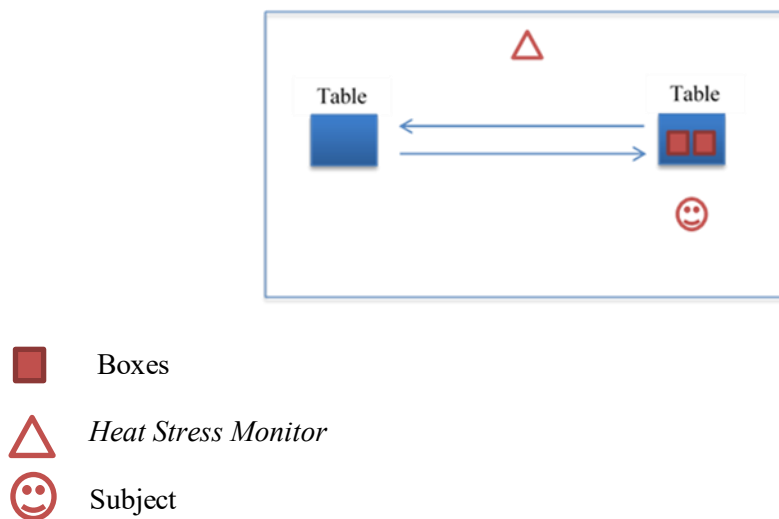 Table
Table
Boxes
Heat Stress Monitor
Subject